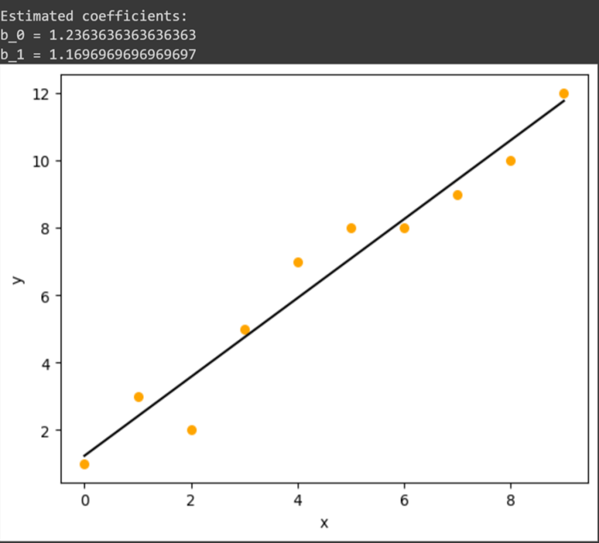 Estimated coefficients:
b_0 = 1.2363636363636363
b_1 = 1.1696969696969697
12
10
8
6
4
2
y
0 2 4 6 8
x